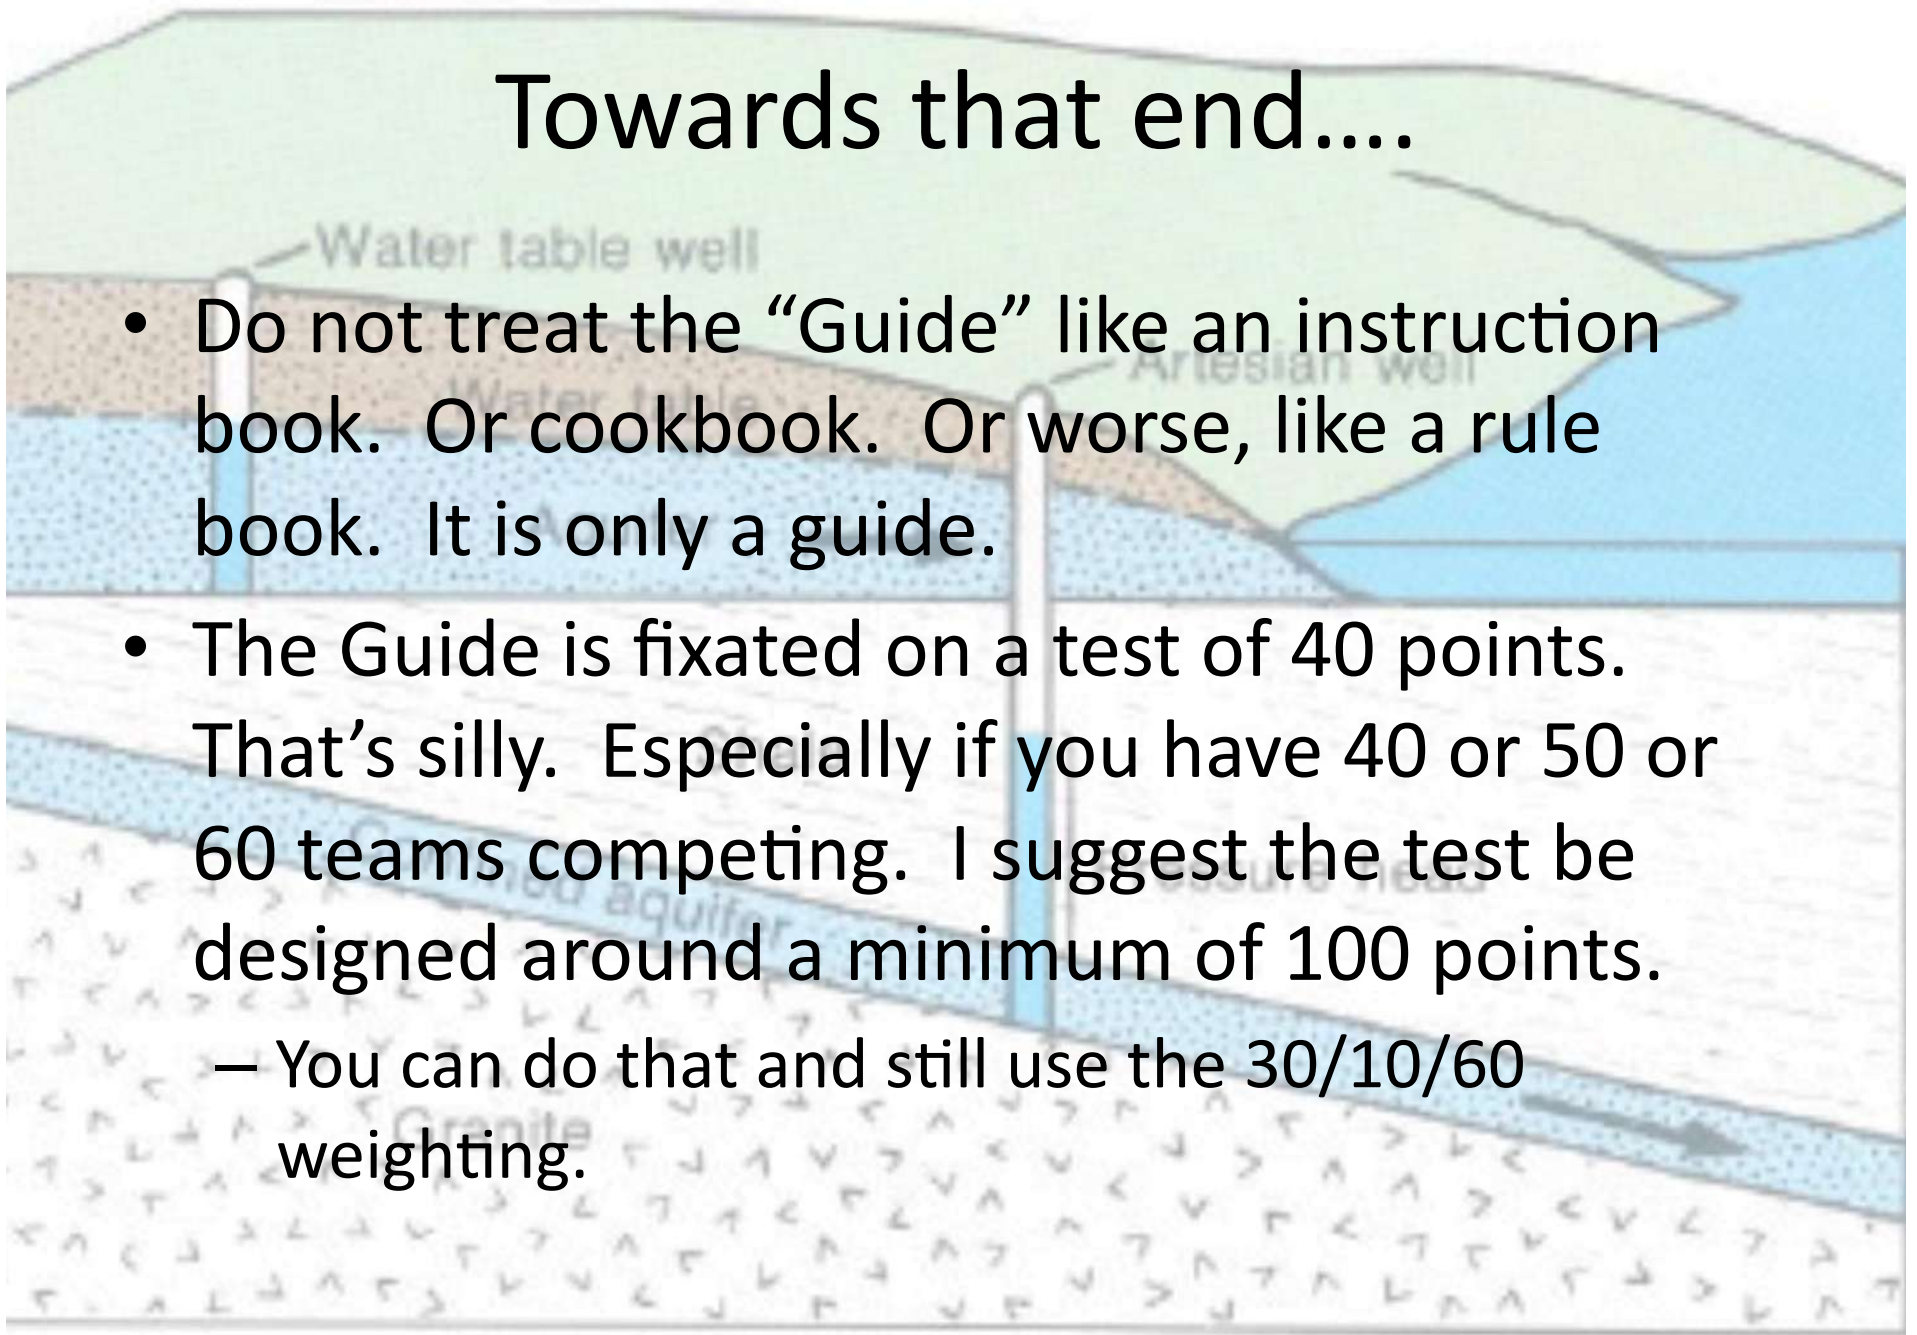 Towards that end....
Water table well
• Do not treat the “Guide” like an instruction
Artesian well
Water table
book.  Or cookbook.  Or worse, like a rule
book.  It is only a guide.
• The Guide is fixated on a test of 40 points.
That’s silly.  Especially if you have 40 or 50 or
60 teams competing.  I suggest the test be
aquifer
head
designed around a minimum of 100 points.
– You can do that and still use the 30/10/60
Granite
weighting.